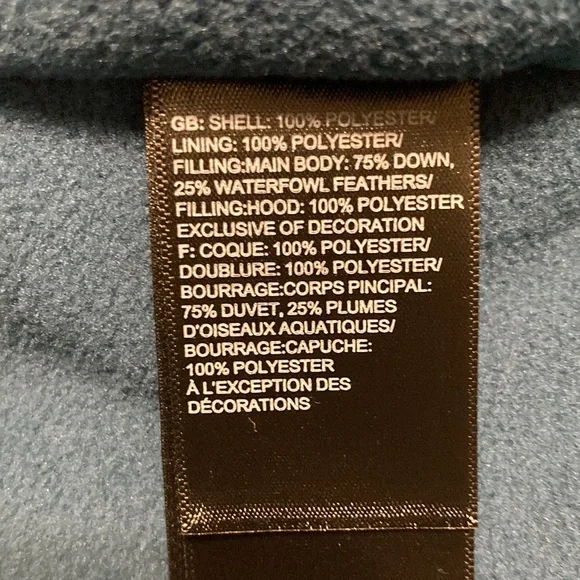 GB: SHELL: 100% POLYESTER/
LINING: 100% POLYESTER/
FILLING:MAIN BODY: 75% DOWN,
25% WATERFOWL FEATHERS/
FILLING:HOOD: 100% POLYESTER
EXCLUSIVE OF DECORATION
F: COQUE: 100% POLYESTER/
DOUBLURE: 100% POLYESTER/
BOURRAGE:CORPS PINCIPAL:
75% DUVET, 25% PLUMES
D'OISEAUX AQUATIQUES/
BOURRAGE:CAPUCHE:
100% POLYESTER
À L'EXCEPTION DES
DÉCORATIONS